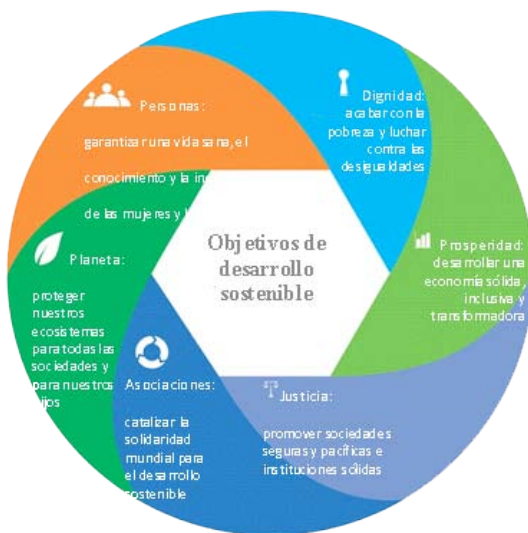 Objetivos de
desarrollo
sostenible
Dignidad:
acabar con la
pobreza y luchar
contra las
desigualdades
Prosperidad:
desarrollar una
economía sólida,
inclusiva y
transformadora
Justicia:
promover sociedades
seguras y pacíficas e
instituciones sólidas
Asociaciones:
catalizar la
solidaridad
mundial para
el desarrollo
sostenible
Planeta:
proteger
nuestros
ecosistemas
para todas las
sociedades y
para nuestros
hijos
Personas:
garantizar una vida sana, el
conocimiento y la
de las mujeres y